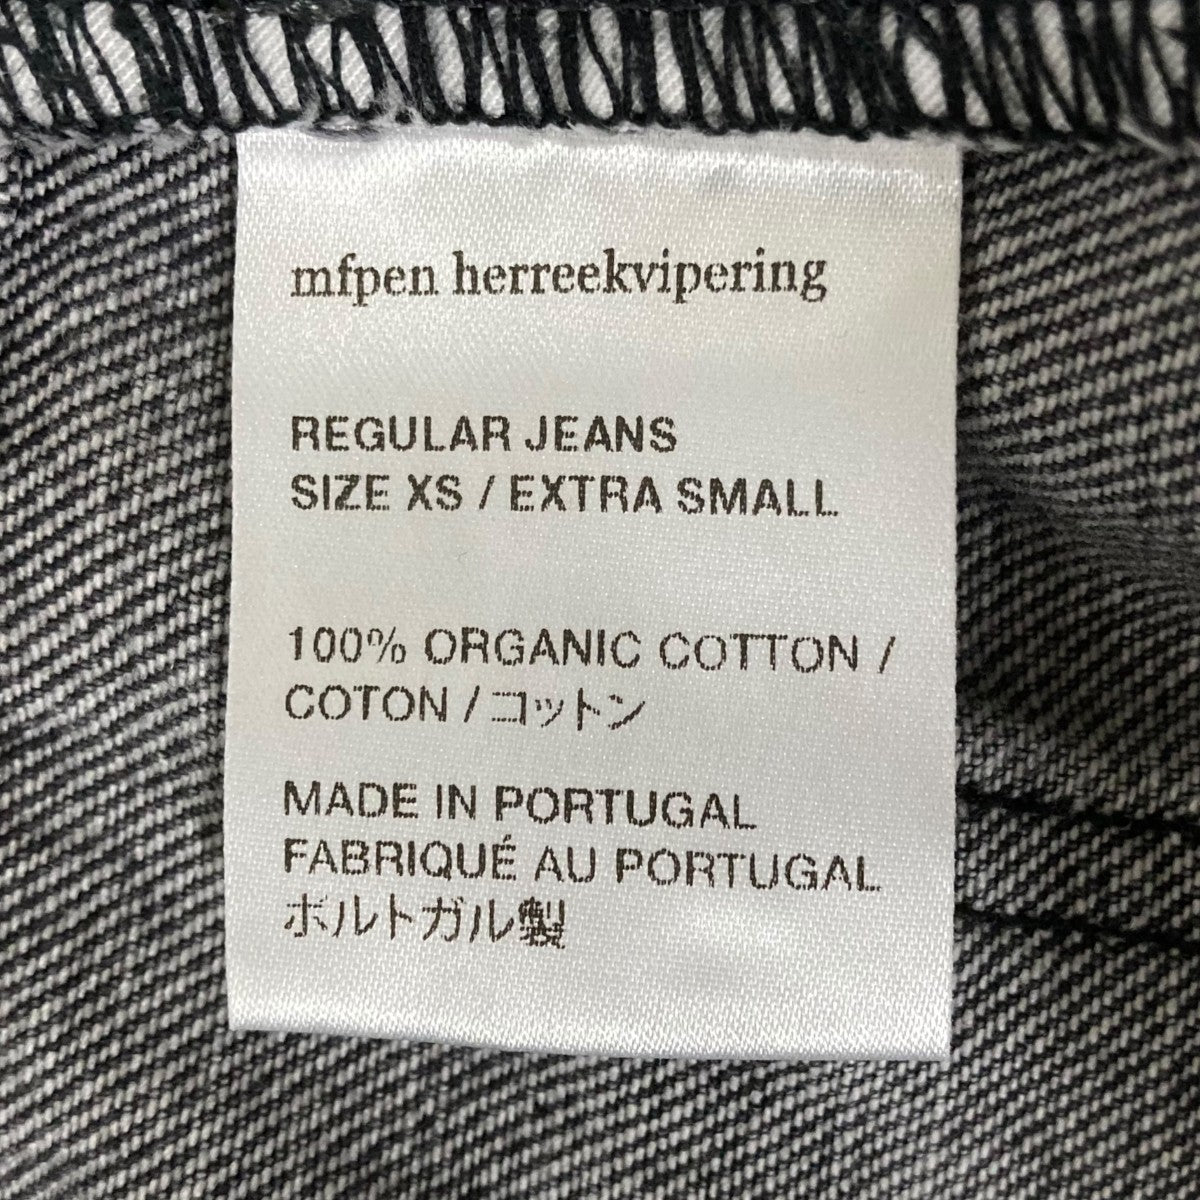 mfpen herreekvipering
REGULAR JEANS
SIZE XS / EXTRA SMALL
100% ORGANIC COTTON /
COTON / コットン
MADE IN PORTUGAL
FABRIQUÉ AU PORTUGAL
ポルトガル製